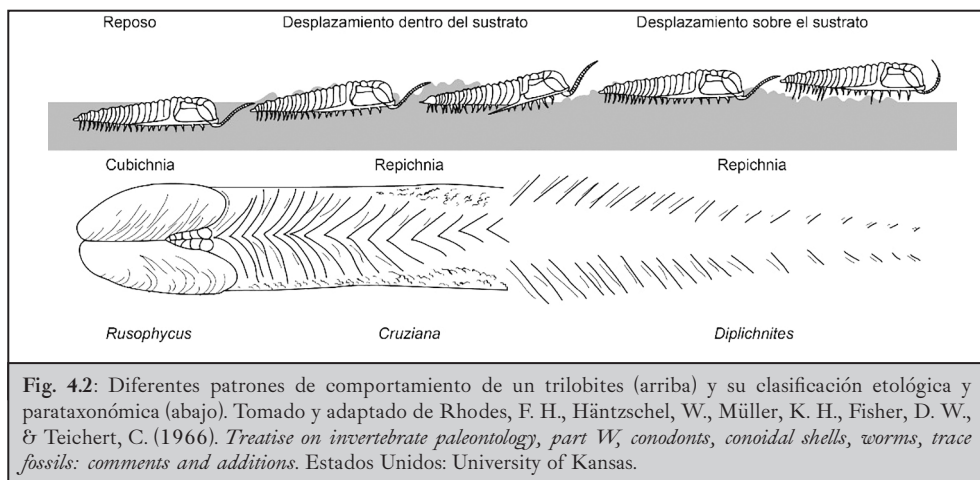 Reposo Desplazamiento dentro del sustrato Desplazamiento sobre el sustrato
Cubichnia Repichnia Repichnia
Rusophycus Cruziana Diplichnites
Fig. 4.2: Diferentes patrones de comportamiento de un trilobites (arriba) y su clasificación etológica y
parataxonómica (abajo). Tomado y adaptado de Rhodes, F. H., Häntzschel, W., Müller, K. H., Fisher, D. W.,
& Teichert, C. (1966). Treatise on invertebrate paleontology, part W, conodonts, conoidal shells, worms, trace
fossils: comments and additions. Estados Unidos: University of Kansas.